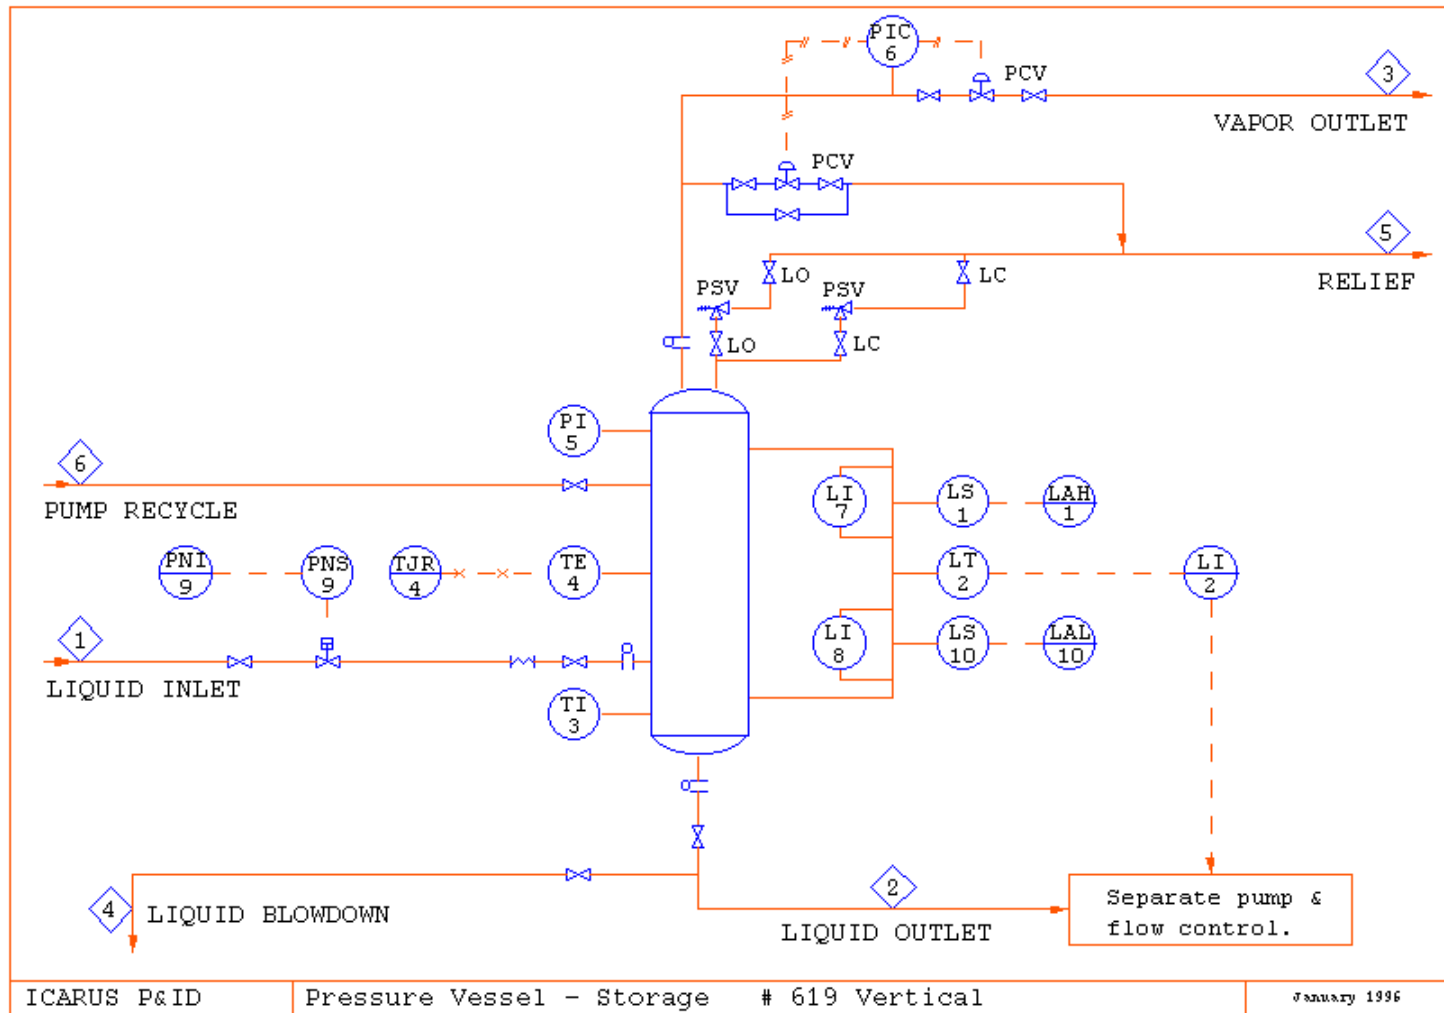 PIC
6
PCV
3
VAPOR OUTLET
PCV
5
RELIEF
LO
LC
PSV
PSV
LO
LC
PI
5
6
PUMP RECYCLE
LI
7
LS
1
LAH
1
PNI
9
PNS
9
TJR
4
TE
4
LT
2
LI
2
1
LIQUID INLET
LI
8
LS
10
LAL
10
TI
3
4
LIQUID BLOWDOWN
2
LIQUID OUTLET
Separate pump &
flow control.
ICARUS P&ID
Pressure Vessel - Storage # 619 Vertical
January 1996